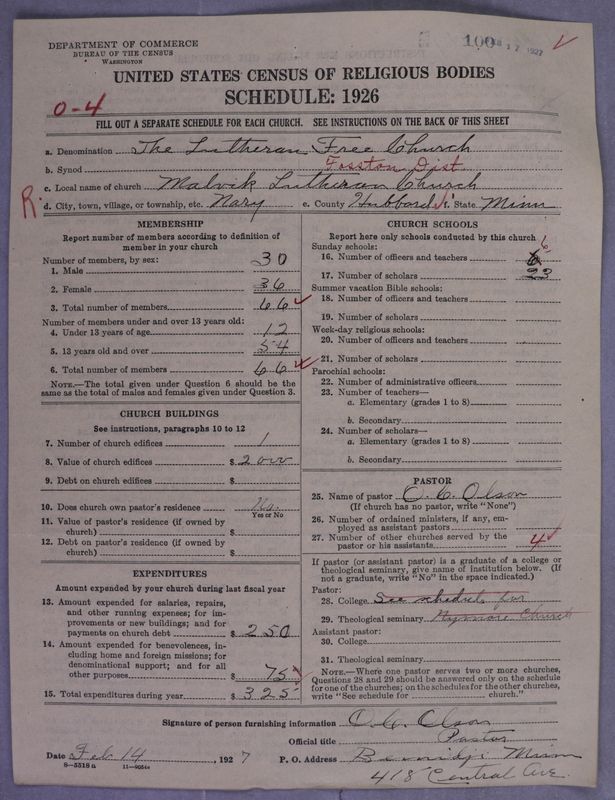 DEPARTMENT OF COMMERCE
BUREAU OF THE CENSUS
WASHINGTON
100
17 1927
UNITED STATES CENSUS OF RELIGIOUS BODIES
SCHEDULE: 1926
0-4
FILL OUT A SEPARATE SCHEDULE FOR EACH CHURCH. SEE INSTRUCTIONS ON THE BACK OF THIS SHEET
a. Denomination The Lutheran Free Church
b. Synod Fosston Dist.
c. Local name of church Malvik Lutheran Church
R
d. City, town, village, or township, etc. Nary e. County Hubbard f. State Minn
MEMBERSHIP
Report number of members according to definition of
member in your church
Number of members, by sex:
1. Male 30
2. Female 36
3. Total number of members 66
Number of members under and over 13 years old:
4. Under 13 years of age 12
5. 13 years old and over 54
6. Total number of members 66
NOTE.—The total given under Question 6 should be the
same as the total of males and females given under Question 3.
CHURCH BUILDINGS
See instructions, paragraphs 10 to 12
7. Number of church edifices 1
8. Value of church edifices $ 2000
9. Debt on church edifices $
10. Does church own pastor's residence No.
Yes or No
11. Value of pastor's residence (if owned by
church) $
12. Debt on pastor's residence (if owned by
church) $
EXPENDITURES
Amount expended by your church during last fiscal year
13. Amount expended for salaries, repairs,
and other running expenses; for im-
provements or new buildings; and for
payments on church debt $ 250
14. Amount expended for benevolences, in-
cluding home and foreign missions; for
denominational support; and for all
other purposes 75
15. Total expenditures during year $ 325
CHURCH SCHOOLS
Report here only schools conducted by this church
Sunday schools:
16. Number of officers and teachers 6 6
17. Number of scholars 23
Summer vacation Bible schools:
18. Number of officers and teachers
19. Number of scholars
Week-day religious schools:
20. Number of officers and teachers
21. Number of scholars
Parochial schools:
22. Number of administrative officers
23. Number of teachers—
a. Elementary (grades 1 to 8)
b. Secondary
24. Number of scholars—
a. Elementary (grades 1 to 8)
b. Secondary
PASTOR
25. Name of pastor O. C. Olson
(If church has no pastor, write "None")
26. Number of ordained ministers, if any, em-
ployed as assistant pastors
27. Number of other churches served by the
pastor or his assistants 4
If pastor (or assistant pastor) is a graduate of a college or
theological seminary, give name of institution below. (If
not a graduate, write "No" in the space indicated.)
Pastor:
28. College See schedule for
29. Theological seminary Nymore Church
Assistant pastor:
30. College
31. Theological seminary
NOTE.—Where one pastor serves two or more churches,
Questions 28 and 29 should be answered only on the schedule
for one of the churches; on the schedules for the other churches,
write "See schedule for church."
Signature of person furnishing information O. C. Olson
Official title Pastor
Date Feb 14, 1927 P. O. Address Bemidji Minn
8-5518a 11-9054a 418 Central Ave.